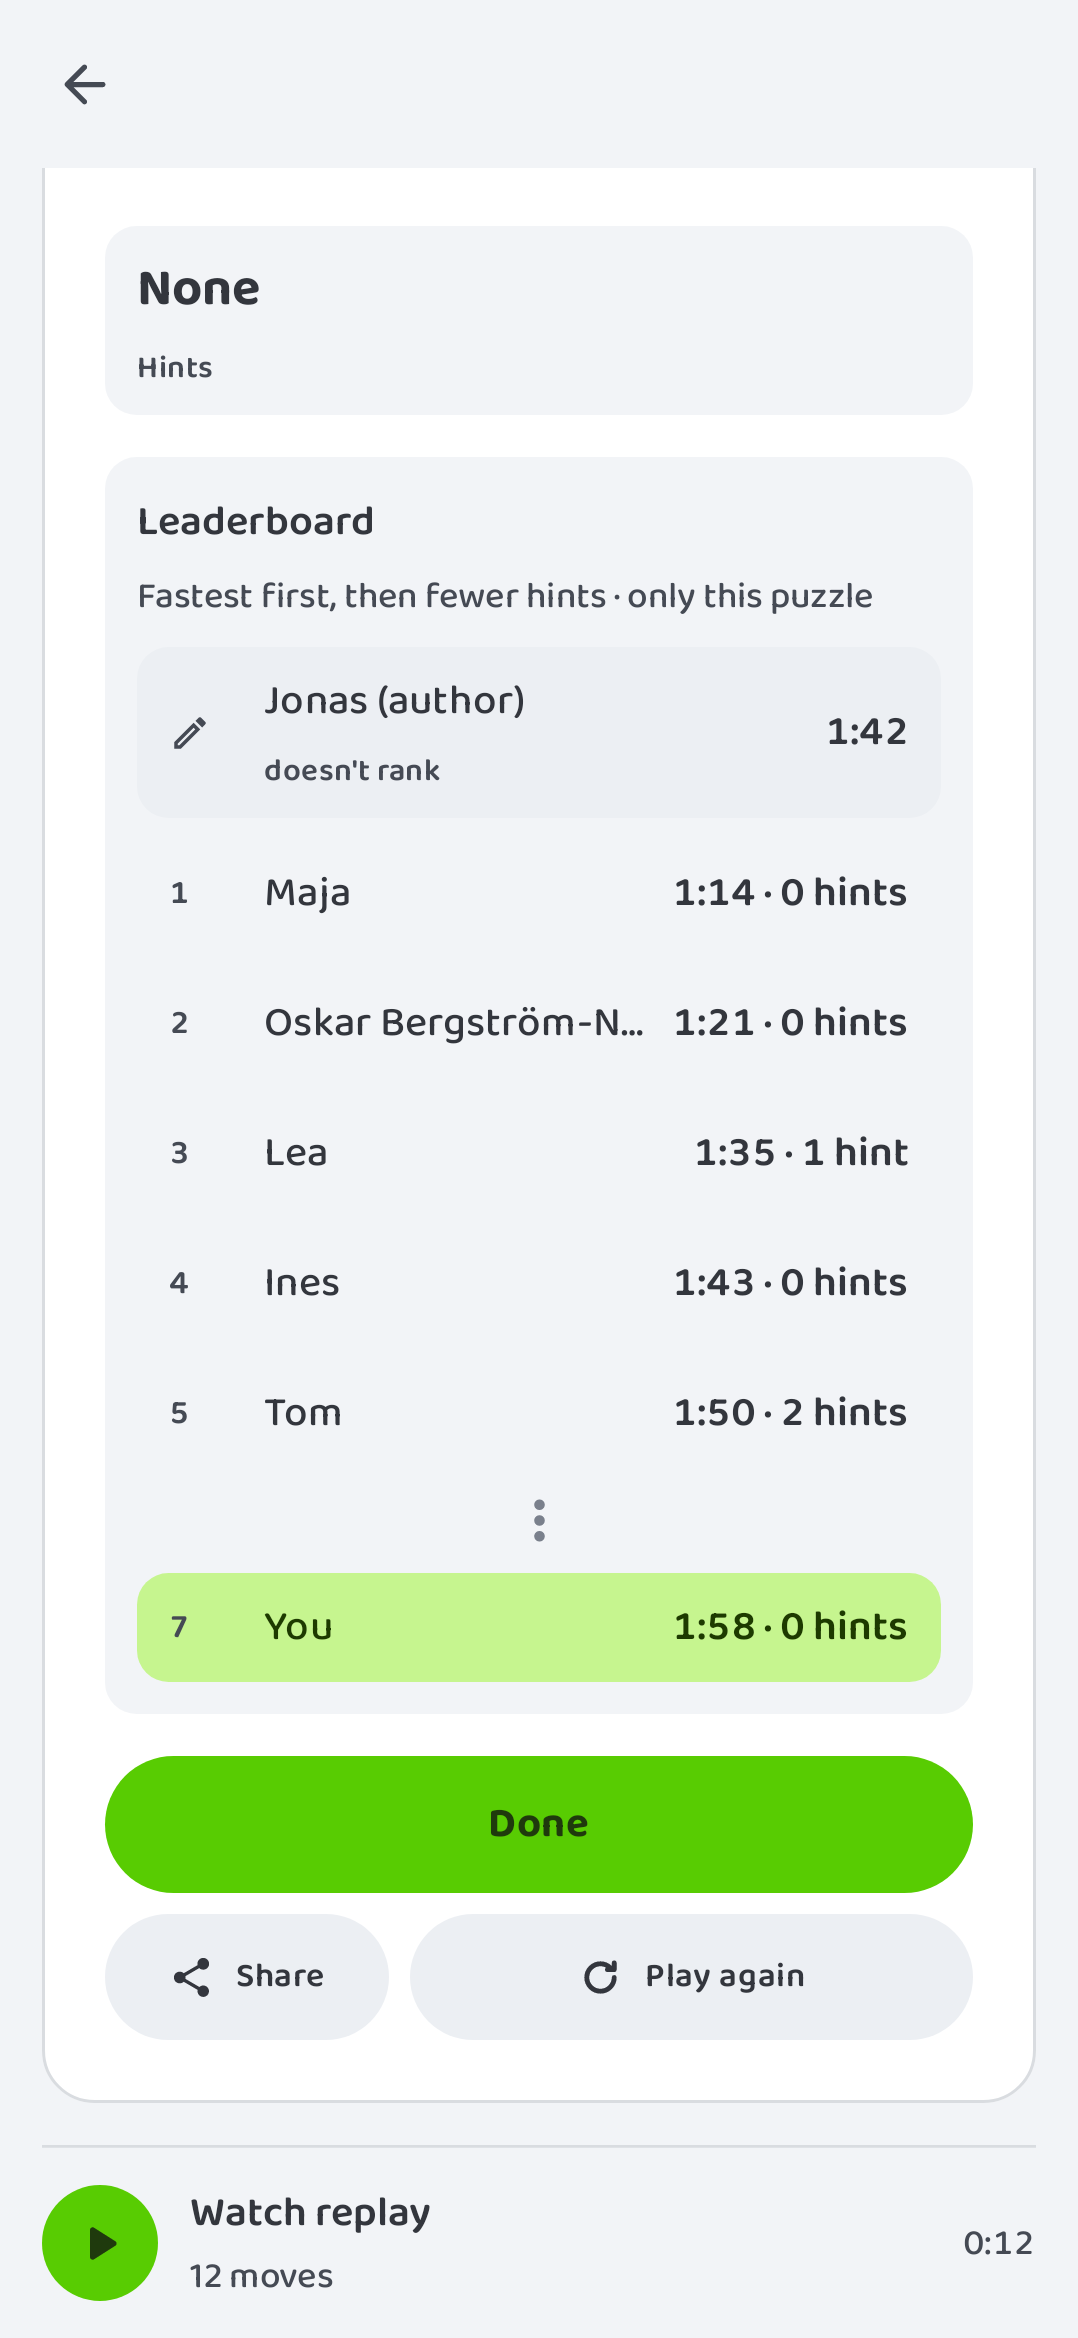 None
Hints
Leaderboard
Fastest first, then fewer hints · only this puzzle
Jonas (author)
doesn't rank
1:42
1 Maja 1:14 · 0 hints
2 Oskar Bergström-N... 1:21 · 0 hints
3 Lea 1:35 · 1 hint
4 Ines 1:43 · 0 hints
5 Tom 1:50 · 2 hints
7 You 1:58 · 0 hints
Done
Share Play again
Watch replay
12 moves
0:12